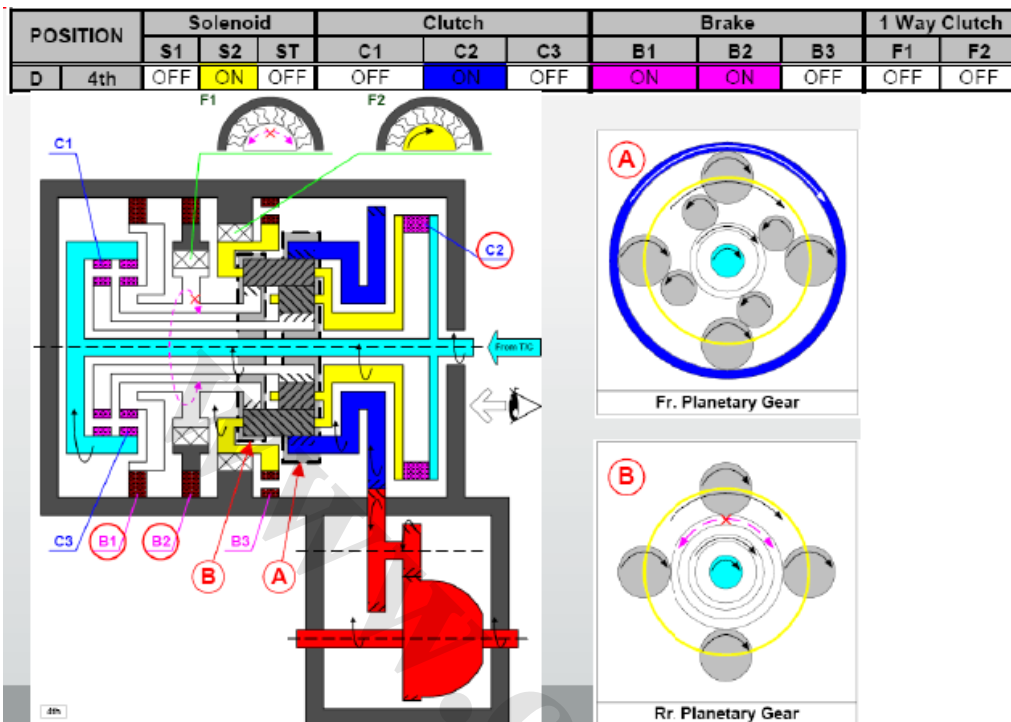 POSITION Solenoid Clutch Brake 1 Way Clutch
S1 S2 ST C1 C2 C3 B1 B2 B3 F1 F2
D 4th OFF ON OFF OFF ON OFF ON ON OFF OFF OFF
F1 F2
C1
C2
From T/C
C3 B1 B2 B3
B A
4th
A
Fr. Planetary Gear
B
Rr. Planetary Gear